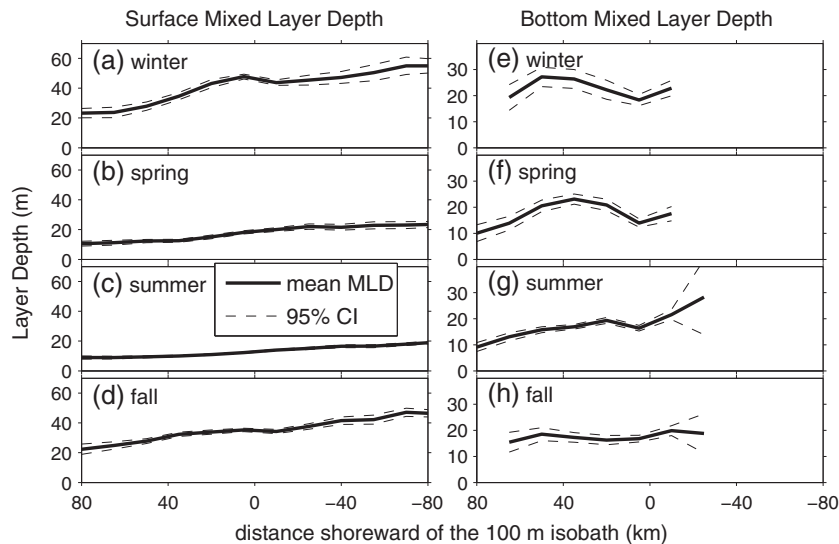 Surface Mixed Layer Depth
Bottom Mixed Layer Depth
(a) winter
60
40
20
0
(b) spring
60
40
20
0
(c) summer
60
40
20
0
mean MLD
95% CI
(d) fall
60
40
20
0
80 40 0 −40 −80
Layer Depth (m)
(e) winter
30
20
10
0
(f) spring
30
20
10
0
(g) summer
30
20
10
0
(h) fall
30
20
10
0
80 40 0 −40 −80
distance shoreward of the 100 m isobath (km)